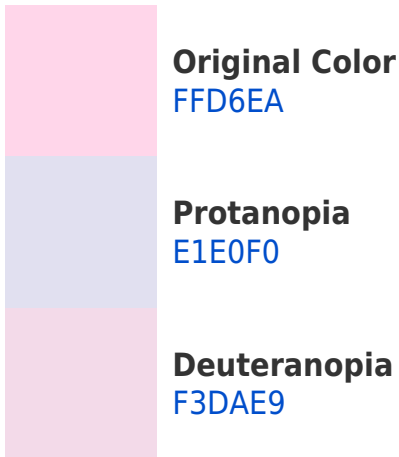 Original Color
FFD6EA
Protanopia
E1E0F0
Deuteranopia
F3DAE9